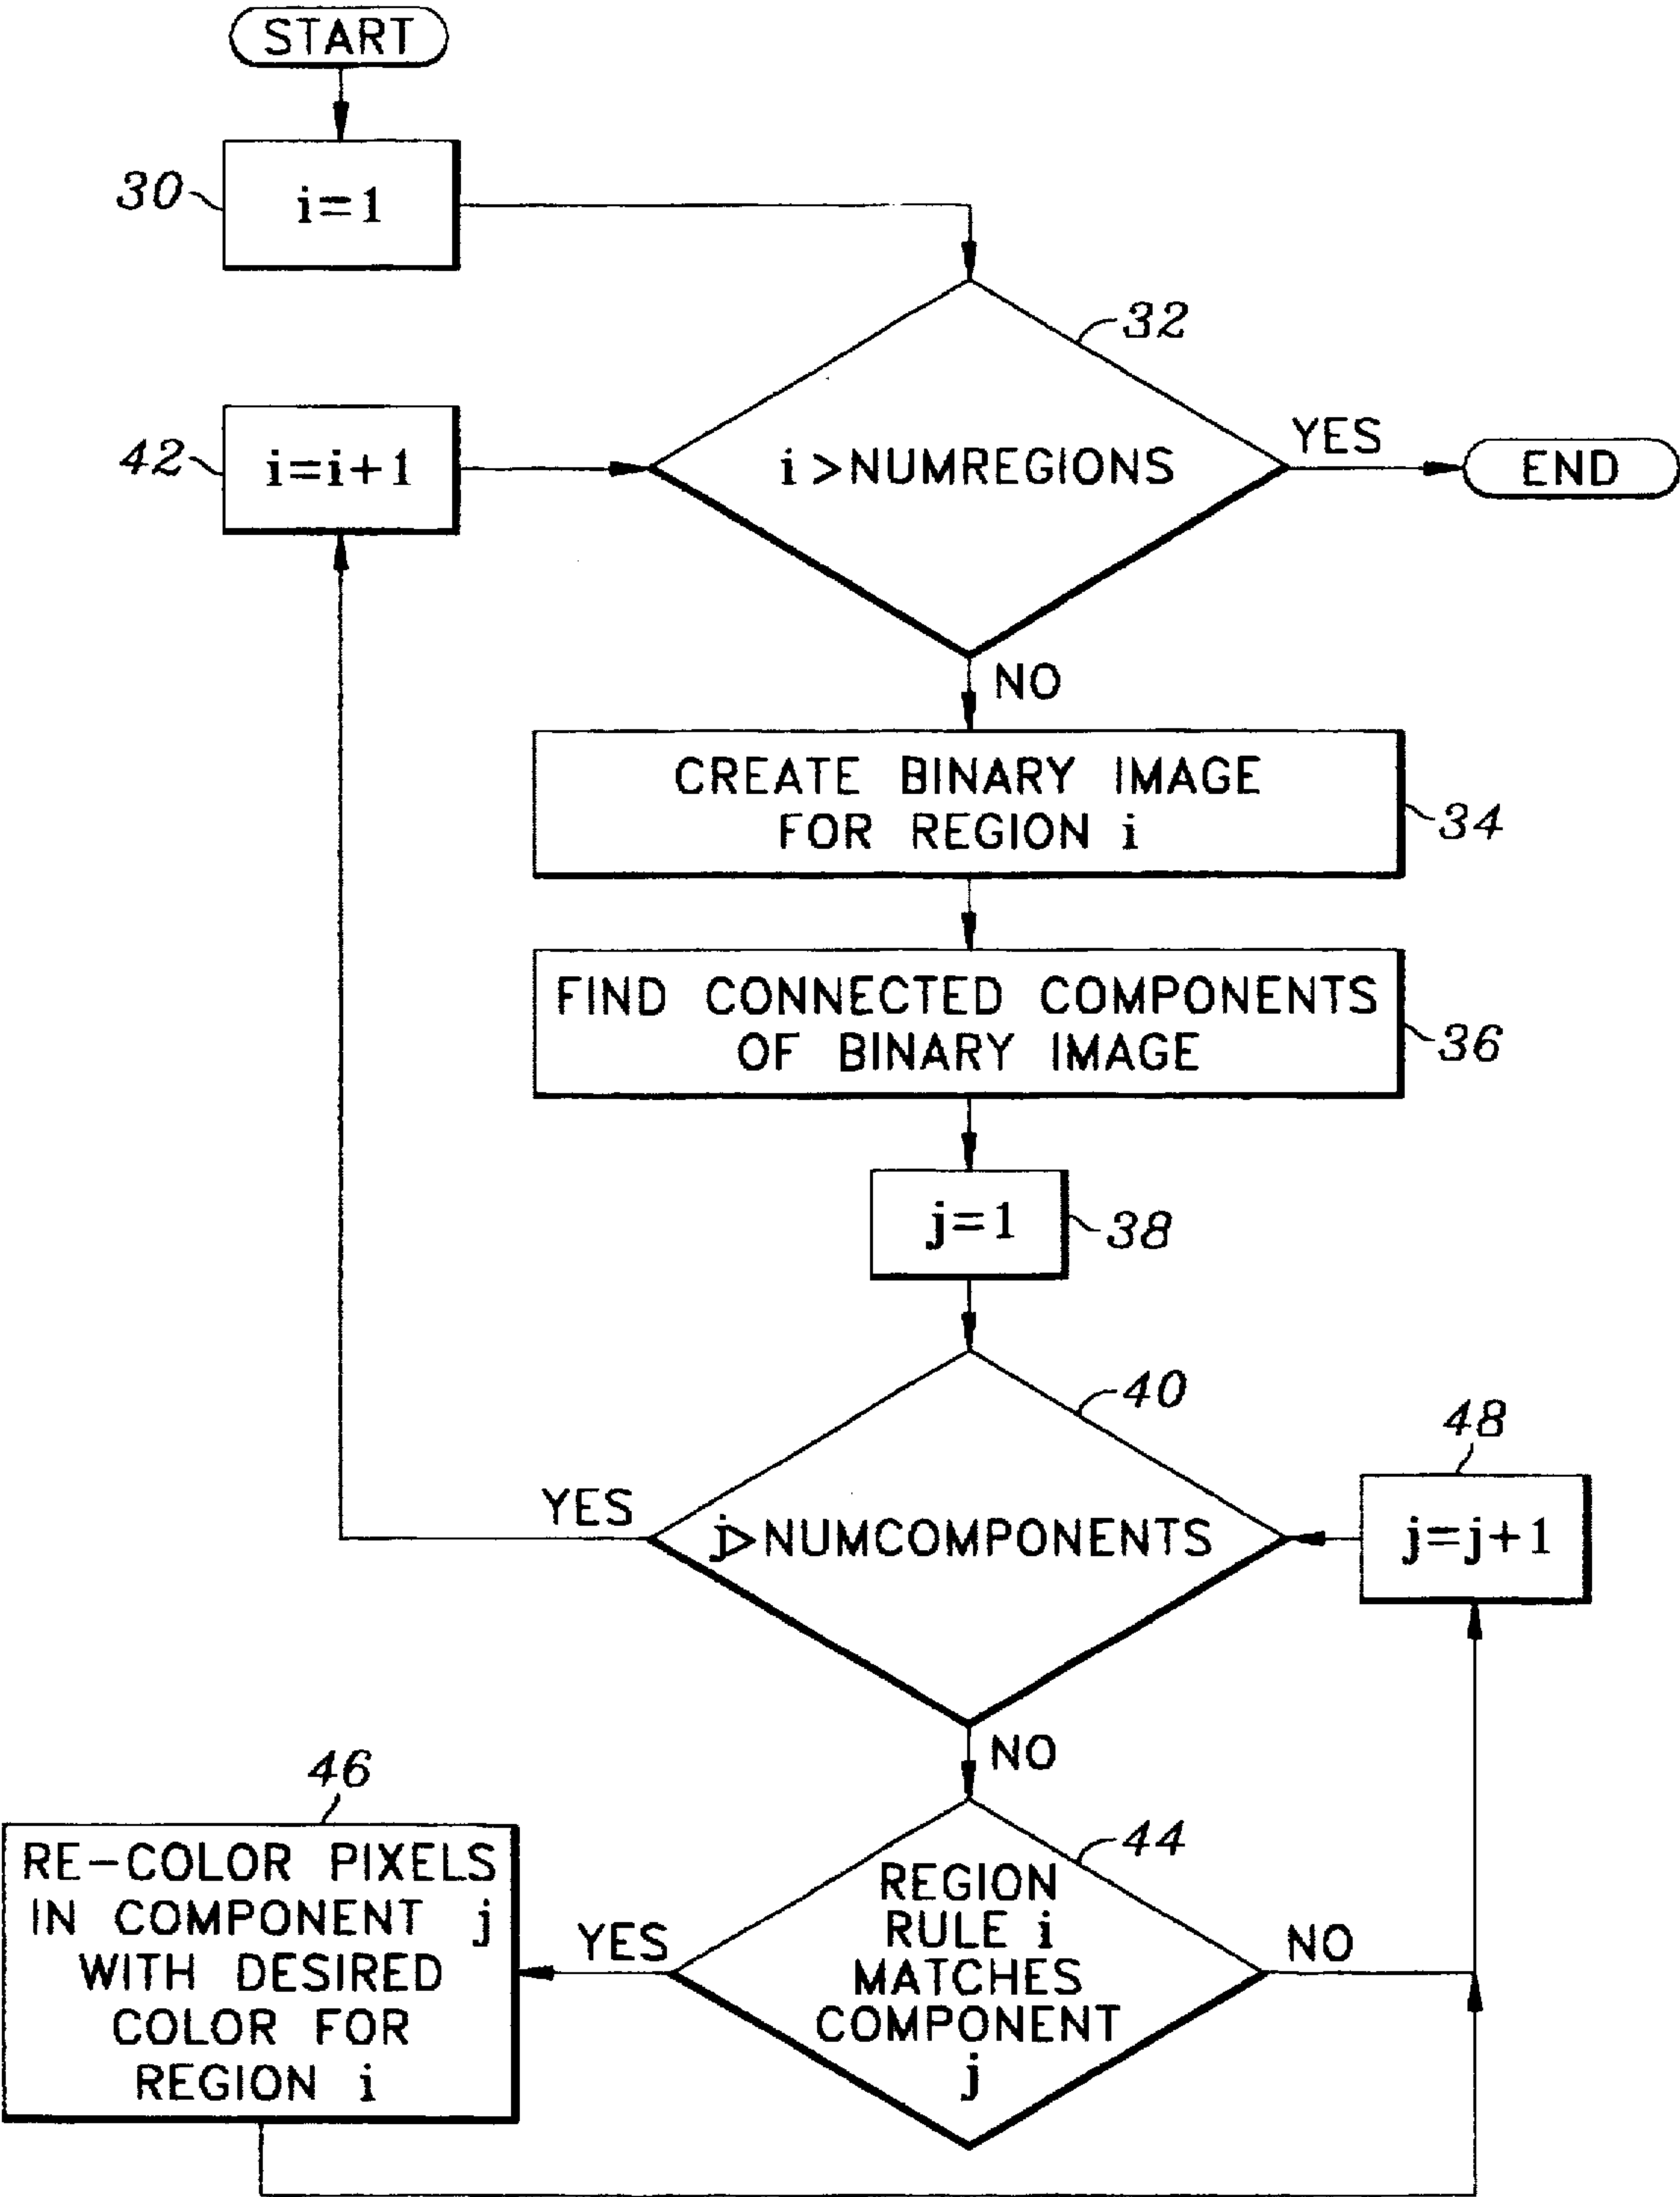 START
30
i=1
32
42
i=i+1
i>NUMREGIONS
YES
END
NO
CREATE BINARY IMAGE
FOR REGION i
34
FIND CONNECTED COMPONENTS
OF BINARY IMAGE
36
j=1
38
40
48
YES
j>NUMCOMPONENTS
j=j+1
NO
46
44
RE-COLOR PIXELS
IN COMPONENT j
WITH DESIRED
COLOR FOR
REGION i
YES
REGION
RULE i
MATCHES
COMPONENT
j
NO